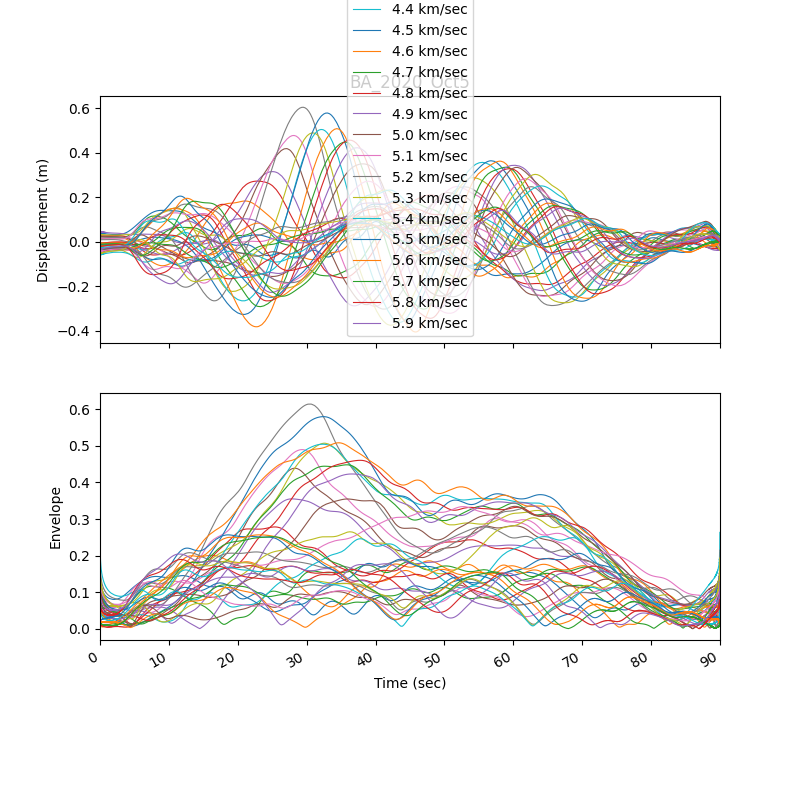 4.4 km/sec
4.5 km/sec
4.6 km/sec
4.7 km/sec
BA_2020_Oct5
4.8 km/sec
4.9 km/sec
5.0 km/sec
5.1 km/sec
5.2 km/sec
5.3 km/sec
5.4 km/sec
5.5 km/sec
5.6 km/sec
5.7 km/sec
5.8 km/sec
5.9 km/sec
Displacement (m)
0.6
0.4
0.2
0.0
−0.2
−0.4
Envelope
0.6
0.5
0.4
0.3
0.2
0.1
0.0
0 10 20 30 40 50 60 70 80 90
Time (sec)